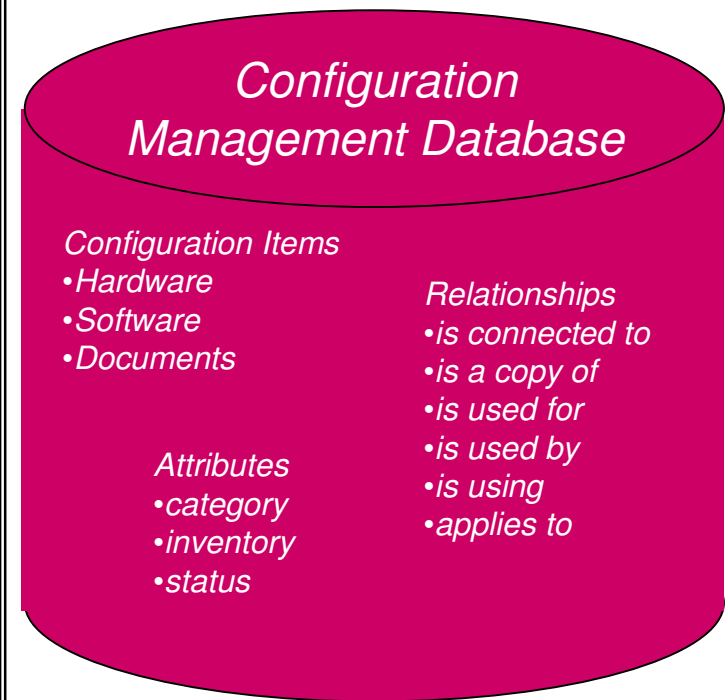 Configuration
Management Database
Configuration Items
•Hardware
•Software
•Documents
Relationships
•is connected to
•is a copy of
•is used for
•is used by
•is using
•applies to
Attributes
•category
•inventory
•status